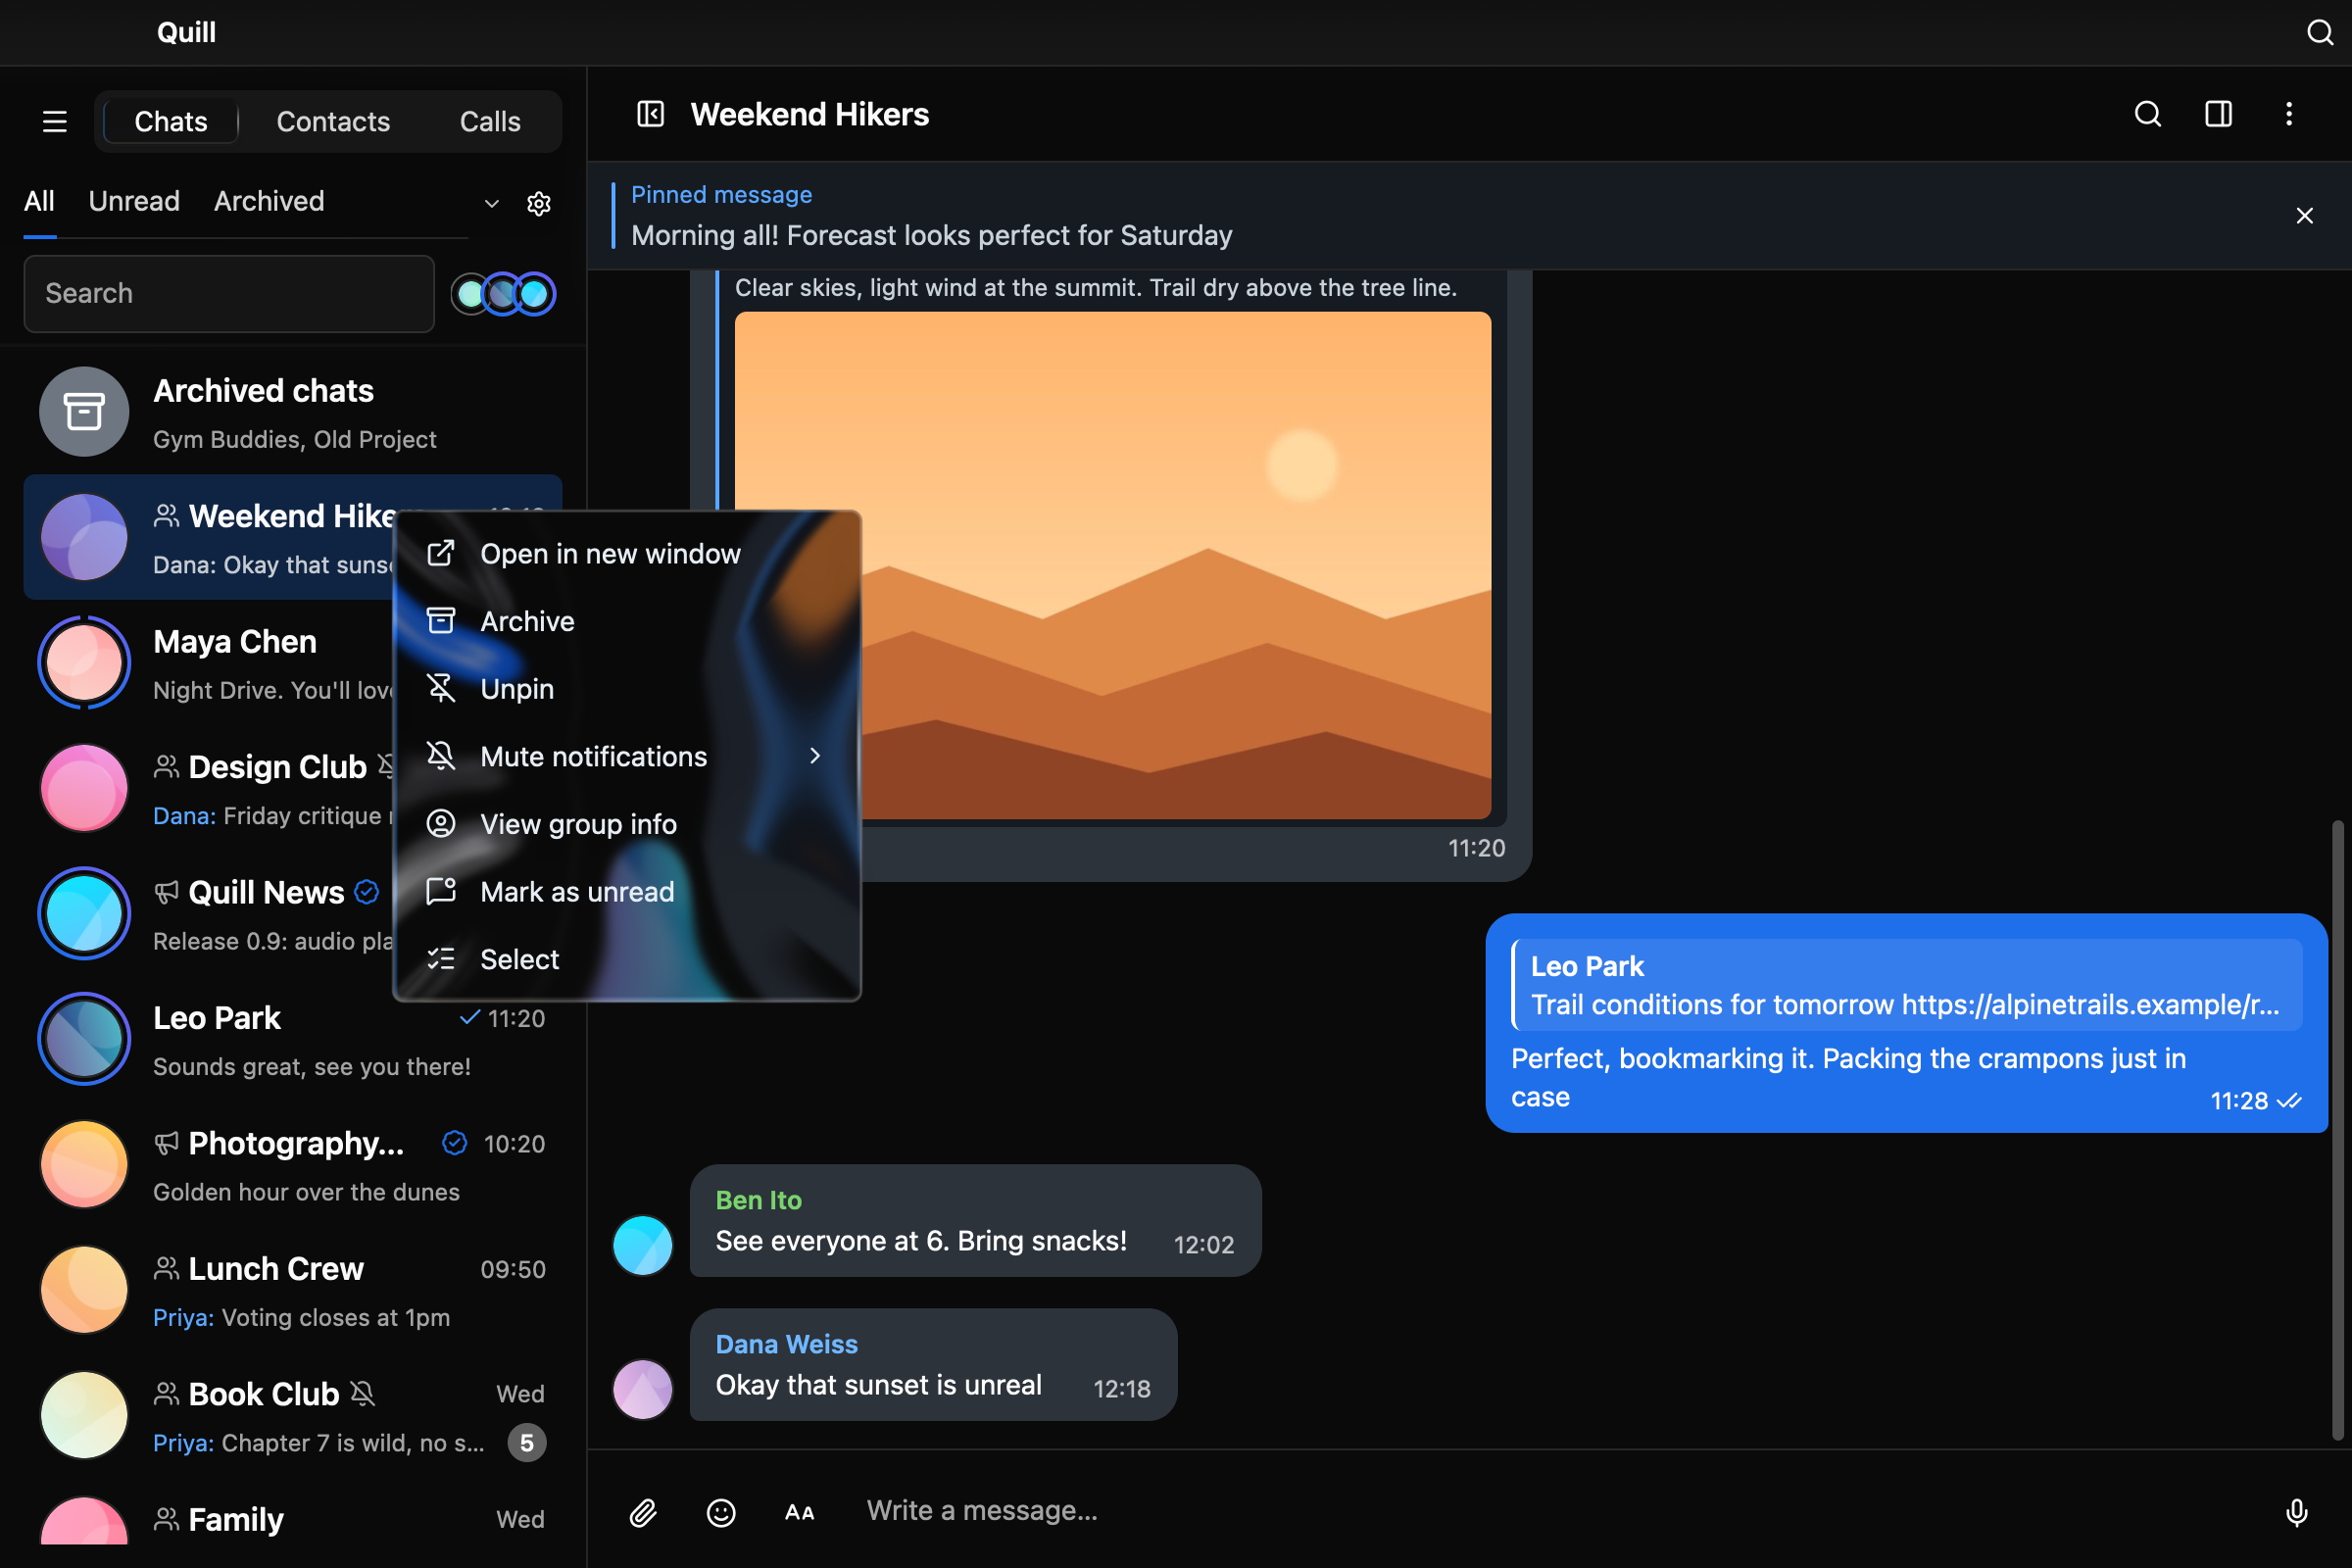 Quill
Chats Contacts Calls
All Unread Archived
Search
Archived chats
Gym Buddies, Old Project
Weekend
Dana: Okay that
Maya Chen
Night Drive. You'll
Design Club
Dana: Friday critique
Quill News
Release 0.9: audio
Leo Park 11:20
Sounds great, see you there!
Photography... 10:20
Golden hour over the dunes
Lunch Crew 09:50
Priya: Voting closes at 1pm
Book Club Wed
Priya: Chapter 7 is wild, no s... 5
Family Wed
Open in new window
Archive
Unpin
Mute notifications
View group info
Mark as unread
Select
Weekend Hikers
Pinned message
Morning all! Forecast looks perfect for Saturday
Clear skies, light wind at the summit. Trail dry above the tree line.
11:20
Leo Park
Trail conditions for tomorrow https://alpinetrails.example/r...
Perfect, bookmarking it. Packing the crampons just in
case 11:28
Ben Ito
See everyone at 6. Bring snacks! 12:02
Dana Weiss
Okay that sunset is unreal 12:18
AA Write a message...